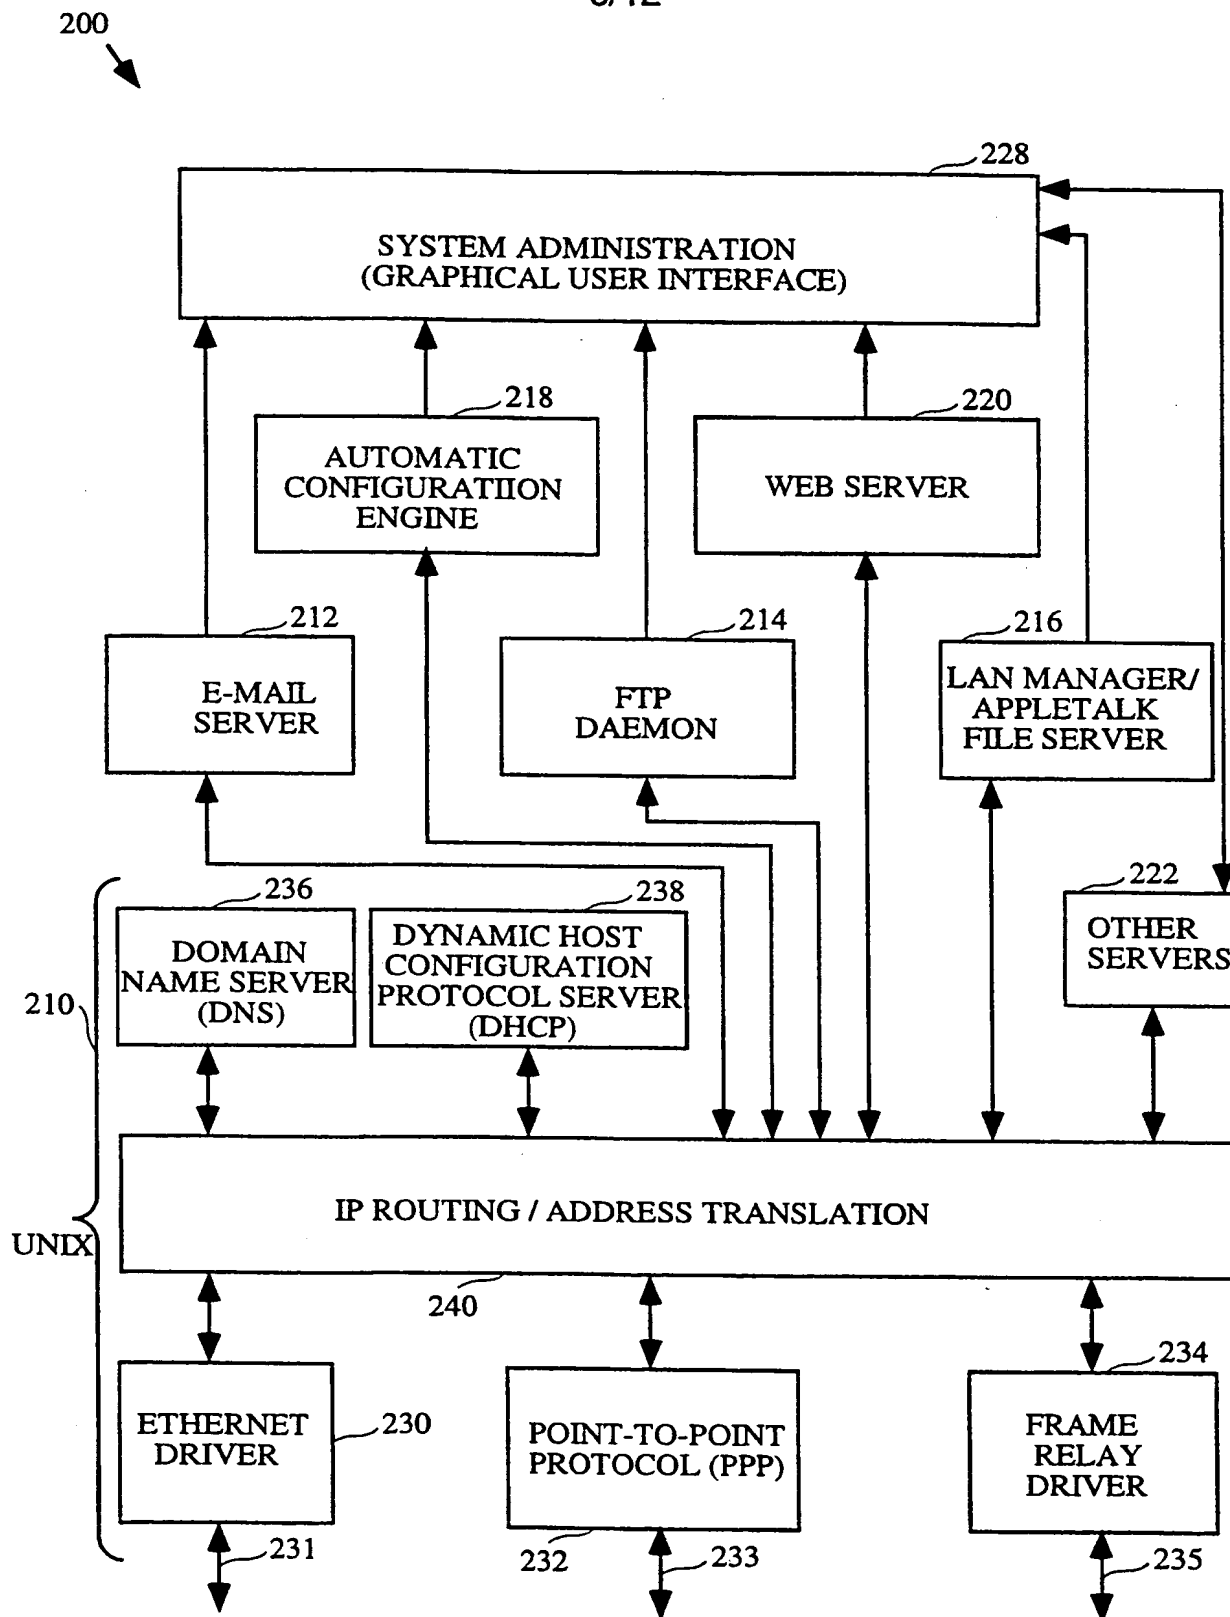 200
228
SYSTEM ADMINISTRATION
(GRAPHICAL USER INTERFACE)
218
220
AUTOMATIC
CONFIGURATIION
ENGINE
WEB SERVER
212
214
216
E-MAIL
SERVER
FTP
DAEMON
LAN MANAGER/
APPLETALK
FILE SERVER
236
238
222
DOMAIN
NAME SERVER
(DNS)
DYNAMIC HOST
CONFIGURATION
PROTOCOL SERVER
(DHCP)
OTHER
SERVERS
210
IP ROUTING / ADDRESS TRANSLATION
UNIX
240
234
ETHERNET
DRIVER
230
POINT-TO-POINT
PROTOCOL (PPP)
FRAME
RELAY
DRIVER
231
232
233
235